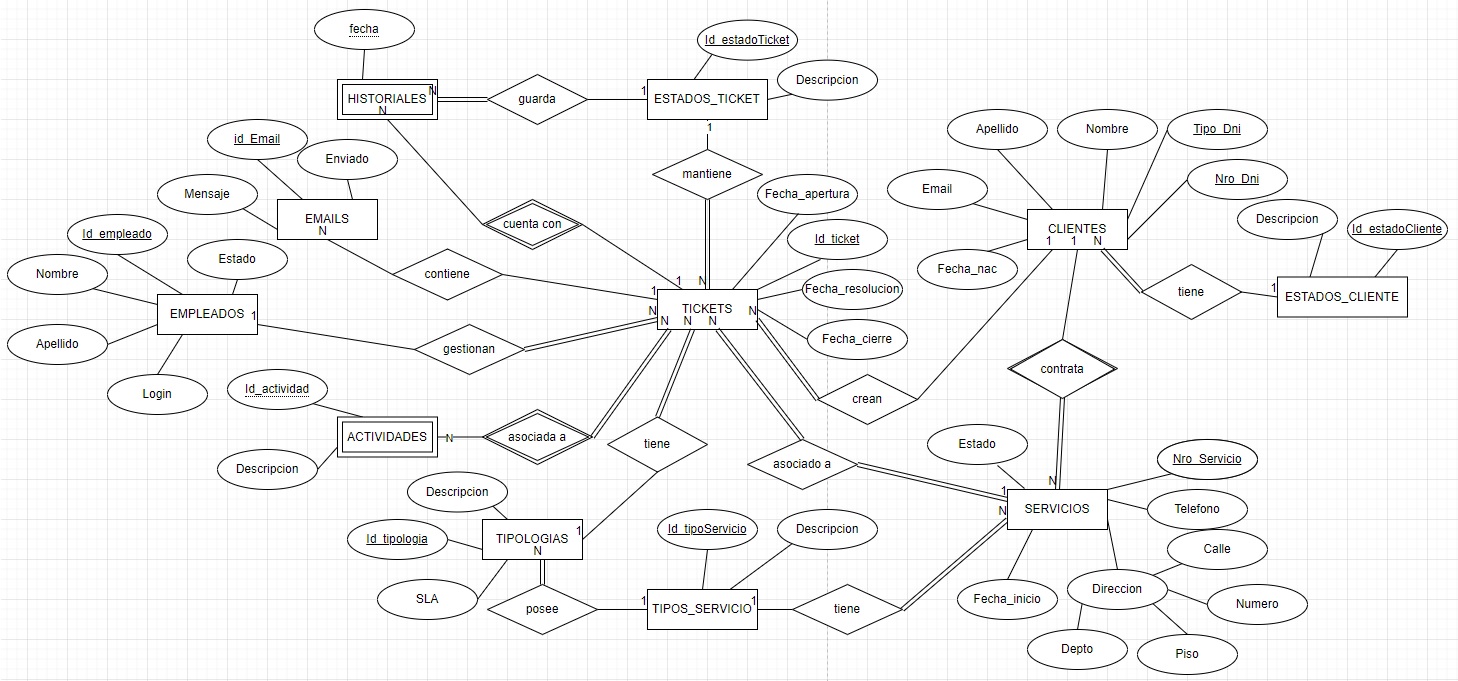 fecha
Id_estadoTicket
Descripcion
HISTORIALES
N
N
guarda
1
ESTADOS_TICKET
1
id_Email
Enviado
Mensaje
EMAILS
N
mantiene
Apellido
Nombre
Tipo_Dni
Nro_Dni
Email
CLIENTES
1
1
N
Fecha_nac
Descripcion
Id_estadoCliente
tiene
1
ESTADOS_CLIENTE
Fecha_apertura
Id_ticket
Fecha_resolucion
Fecha_cierre
cuenta con
contiene
1
1
N
TICKETS
N
N
N
N
N
Id_empleado
Estado
Nombre
EMPLEADOS
1
Apellido
Login
gestionan
crean
contrata
Id_actividad
ACTIVIDADES
N
asociada a
Descripcion
tiene
asociado a
Estado
Nro_Servicio
1
N
N
SERVICIOS
Telefono
Descripcion
Id_tipologia
TIPOLOGIAS
1
N
SLA
posee
Id_tipoServicio
Descripcion
1
TIPOS_SERVICIO
1
tiene
Fecha_inicio
Direccion
Calle
Numero
Depto
Piso